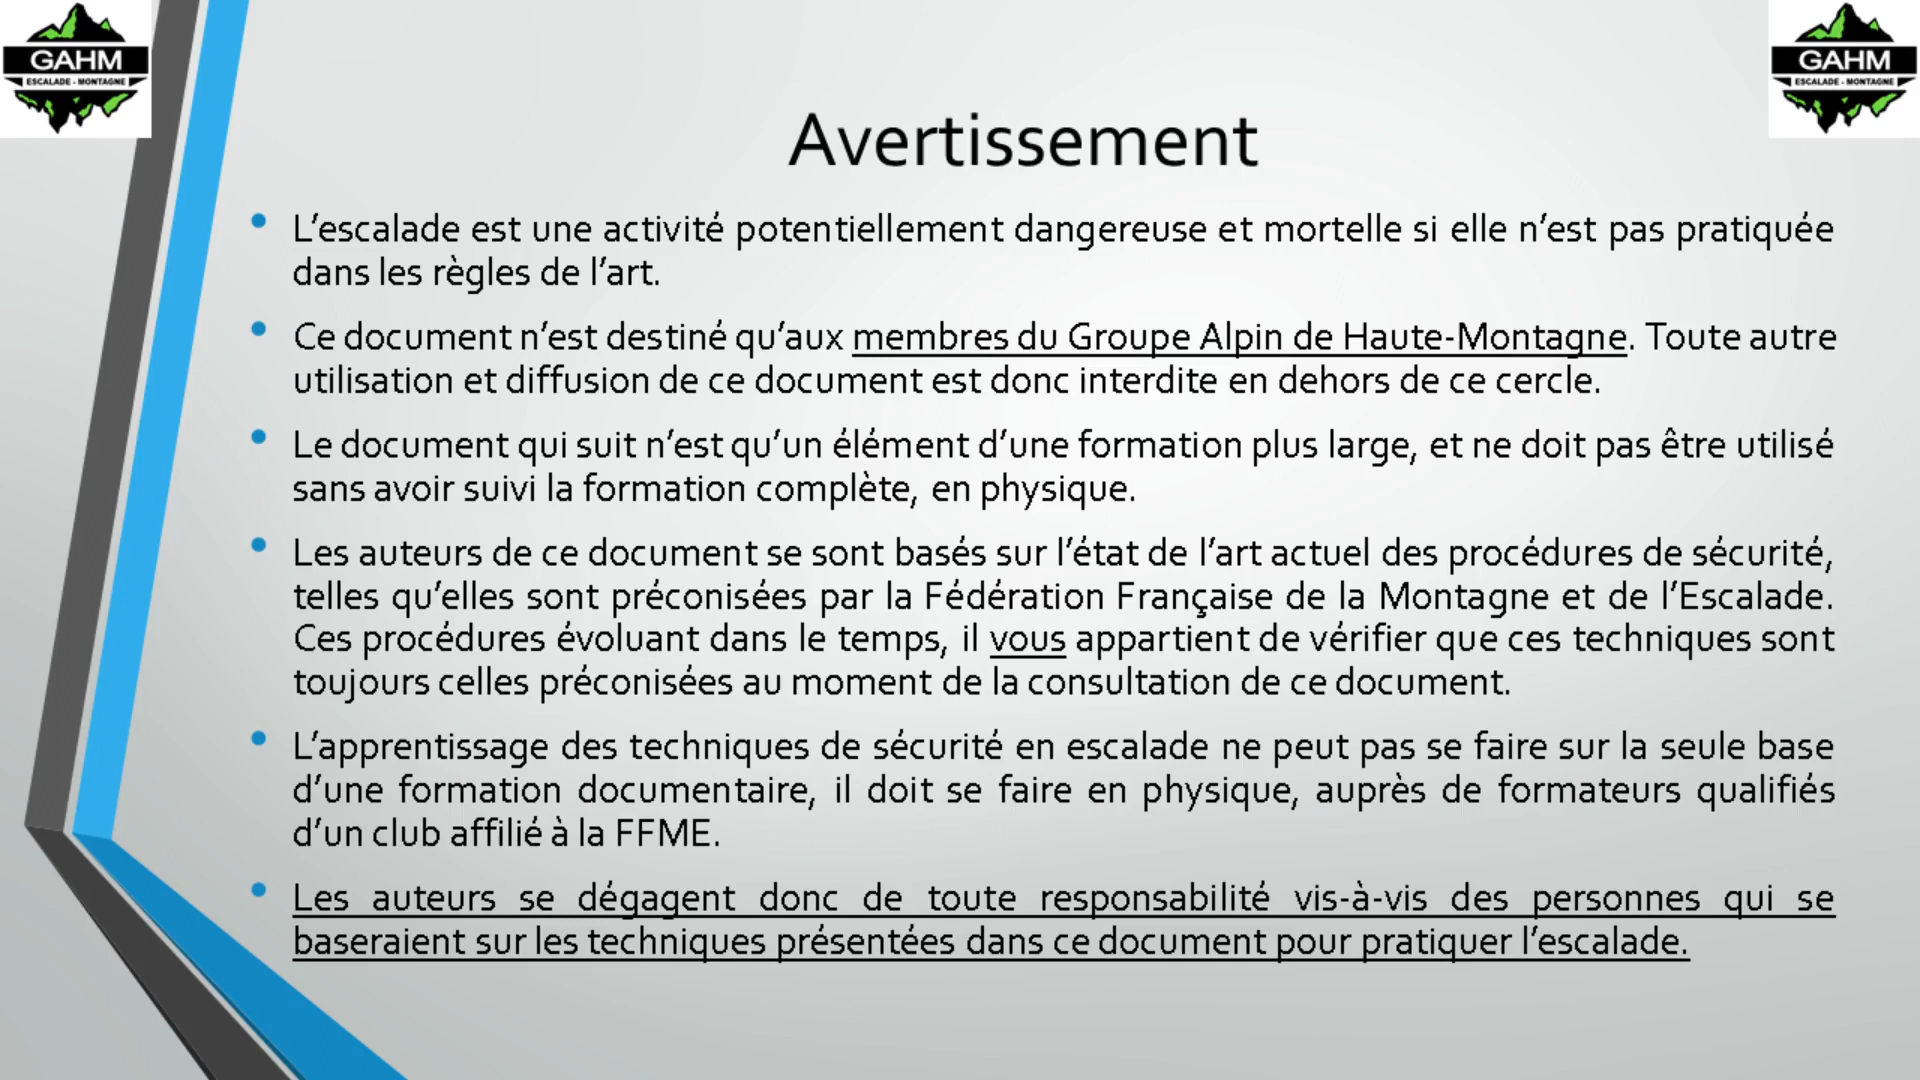 GAHM
ESCALADE - MONTAGNE
GAHM
ESCALADE - MONTAGNE
Avertissement
• L’escalade est une activité potentiellement dangereuse et mortelle si elle n’est pas pratiquée
dans les règles de l’art.
• Ce document n’est destiné qu’aux membres du Groupe Alpin de Haute-Montagne. Toute autre
utilisation et diffusion de ce document est donc interdite en dehors de ce cercle.
• Le document qui suit n’est qu’un élément d’une formation plus large, et ne doit pas être utilisé
sans avoir suivi la formation complète, en physique.
• Les auteurs de ce document se sont basés sur l’état de l’art actuel des procédures de sécurité,
telles qu’elles sont préconisées par la Fédération Française de la Montagne et de l’Escalade.
Ces procédures évoluant dans le temps, il vous appartient de vérifier que ces techniques sont
toujours celles préconisées au moment de la consultation de ce document.
• L’apprentissage des techniques de sécurité en escalade ne peut pas se faire sur la seule base
d’une formation documentaire, il doit se faire en physique, auprès de formateurs qualifiés
d’un club affilié à la FFME.
• Les auteurs se dégagent donc de toute responsabilité vis-à-vis des personnes qui se
baseraient sur les techniques présentées dans ce document pour pratiquer l’escalade.